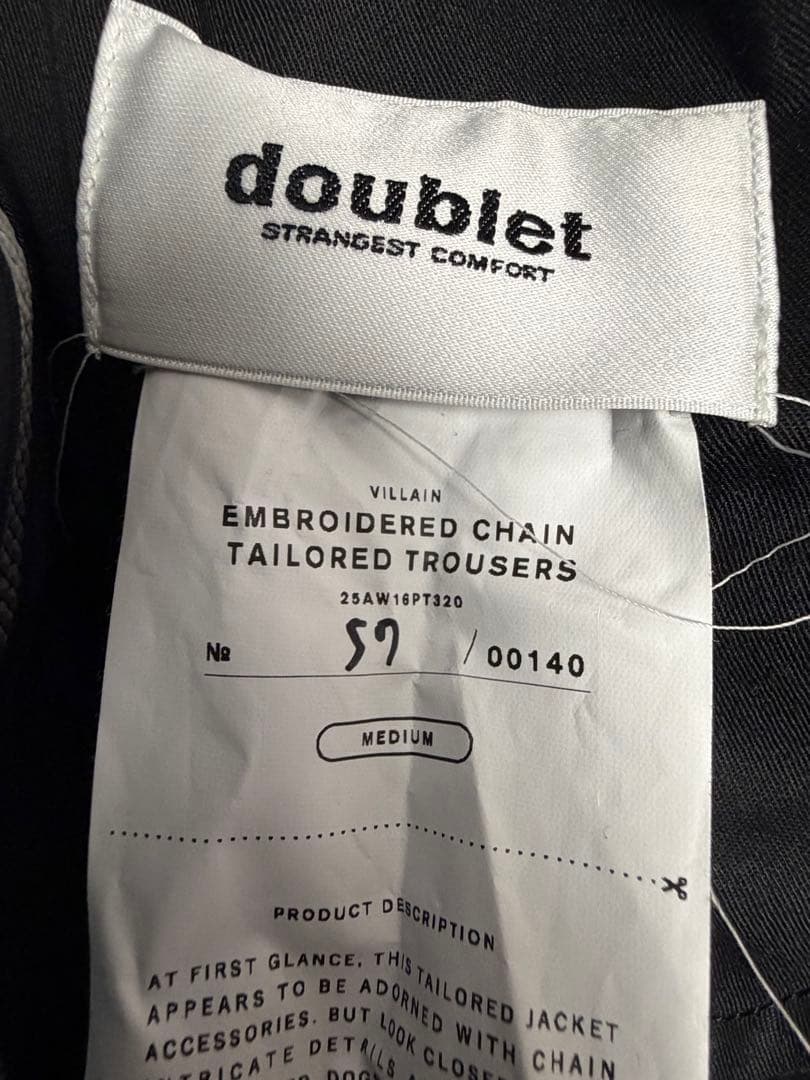 doublet
STRANGEST COMFORT
VILLAIN
EMBROIDERED CHAIN
TAILORED TROUSERS
25AW16PT320
№ 57 / 00140
MEDIUM
PRODUCT DESCRIPTION
AT FIRST GLANCE, THIS TAILORED JACKET
APPEARS TO BE ADORNED WITH CHAIN
ACCESSORIES. BUT LOOK
DETAILS